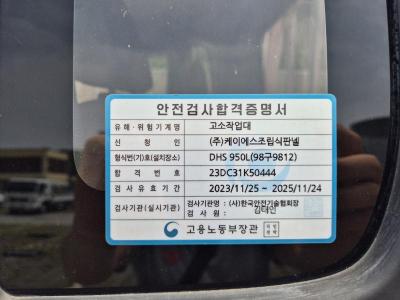 안전검사합격증명서
유해·위험기계명 고소작업대
신청인 (주)케이에스조립식판넬
형식번(기)호(설치장소) DHS 950L(98구9812)
합격번호 23DC31K50444
검사유효기간 2023/11/25 ~ 2025/11/24
검사기관(실시기관) 검사기관명 : (사)한국안전기술협회장
검사원 : 김태인
고용노동부장관